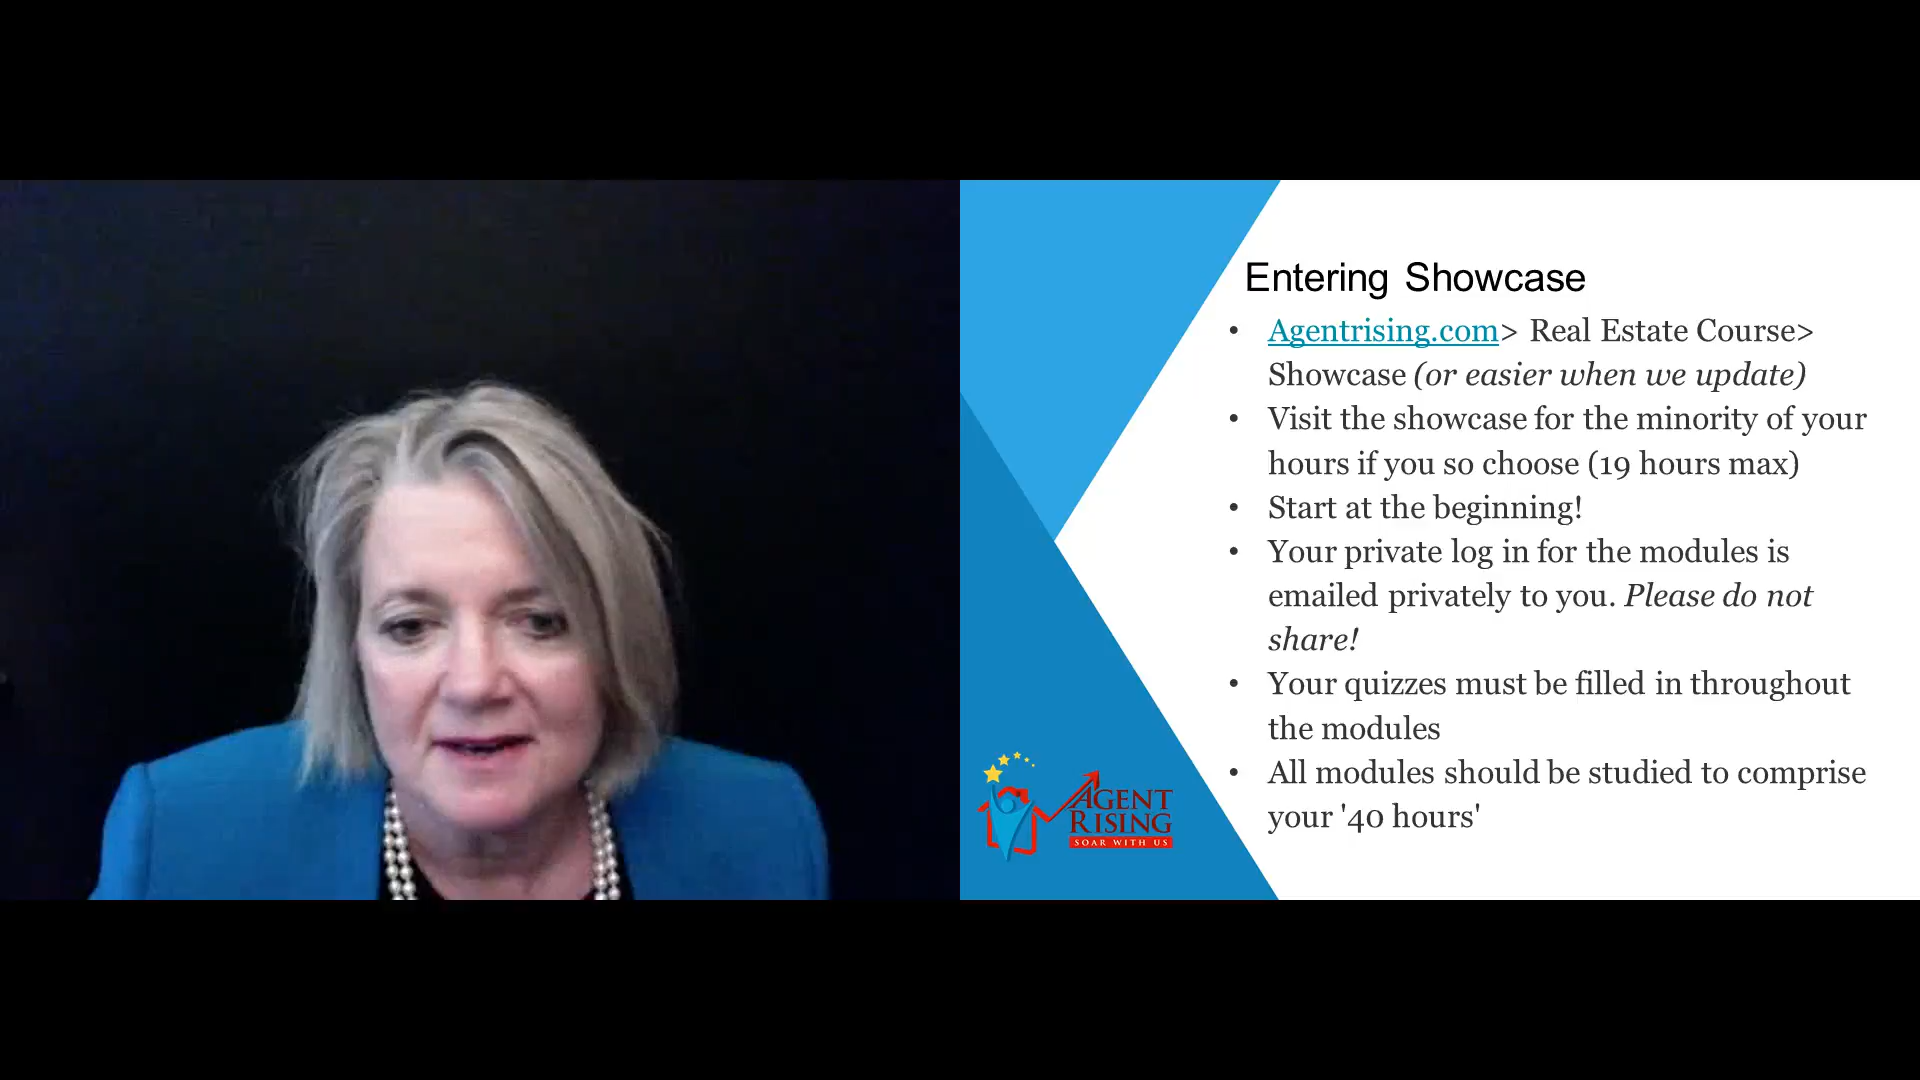 Entering Showcase
• Agentrising.com> Real Estate Course>
Showcase (or easier when we update)
• Visit the showcase for the minority of your
hours if you so choose (19 hours max)
• Start at the beginning!
• Your private log in for the modules is
emailed privately to you. Please do not
share!
• Your quizzes must be filled in throughout
the modules
• All modules should be studied to comprise
your '40 hours'
AGENT
RISING
SOAR WITH US